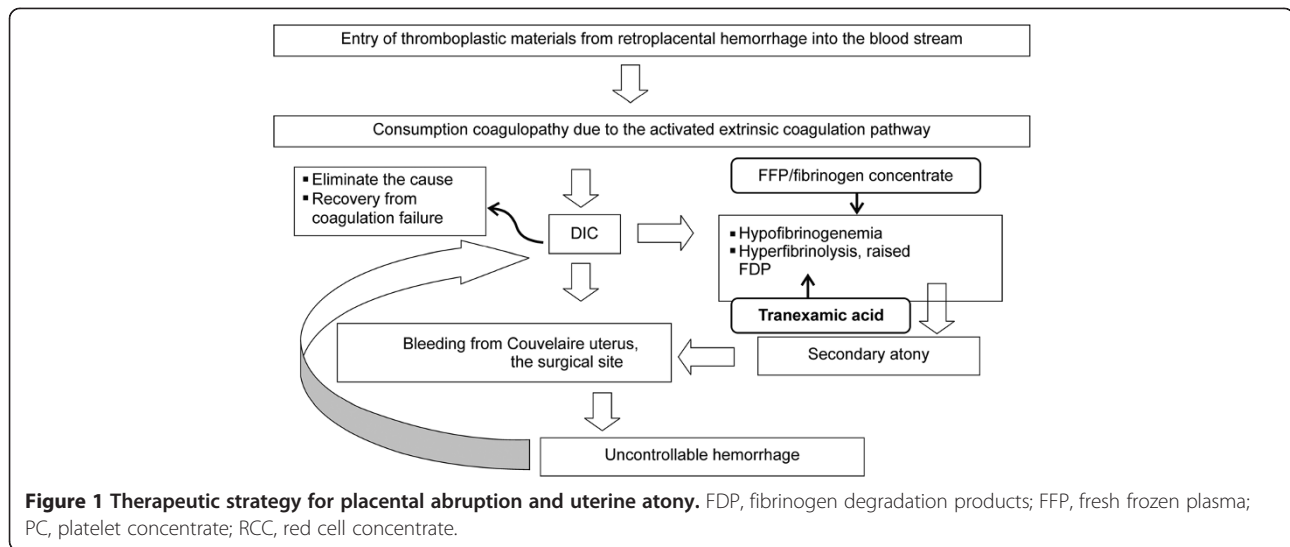 Entry of thromboplastic materials from retroplacental hemorrhage into the blood stream
Consumption coagulopathy due to the activated extrinsic coagulation pathway
▪ Eliminate the cause
▪ Recovery from
coagulation failure
FFP/fibrinogen concentrate
DIC
▪ Hypofibrinogenemia
▪ Hyperfibrinolysis, raised
FDP
Tranexamic acid
Bleeding from Couvelaire uterus,
the surgical site
Secondary atony
Uncontrollable hemorrhage
Figure 1 Therapeutic strategy for placental abruption and uterine atony. FDP, fibrinogen degradation products; FFP, fresh frozen plasma;
PC, platelet concentrate; RCC, red cell concentrate.